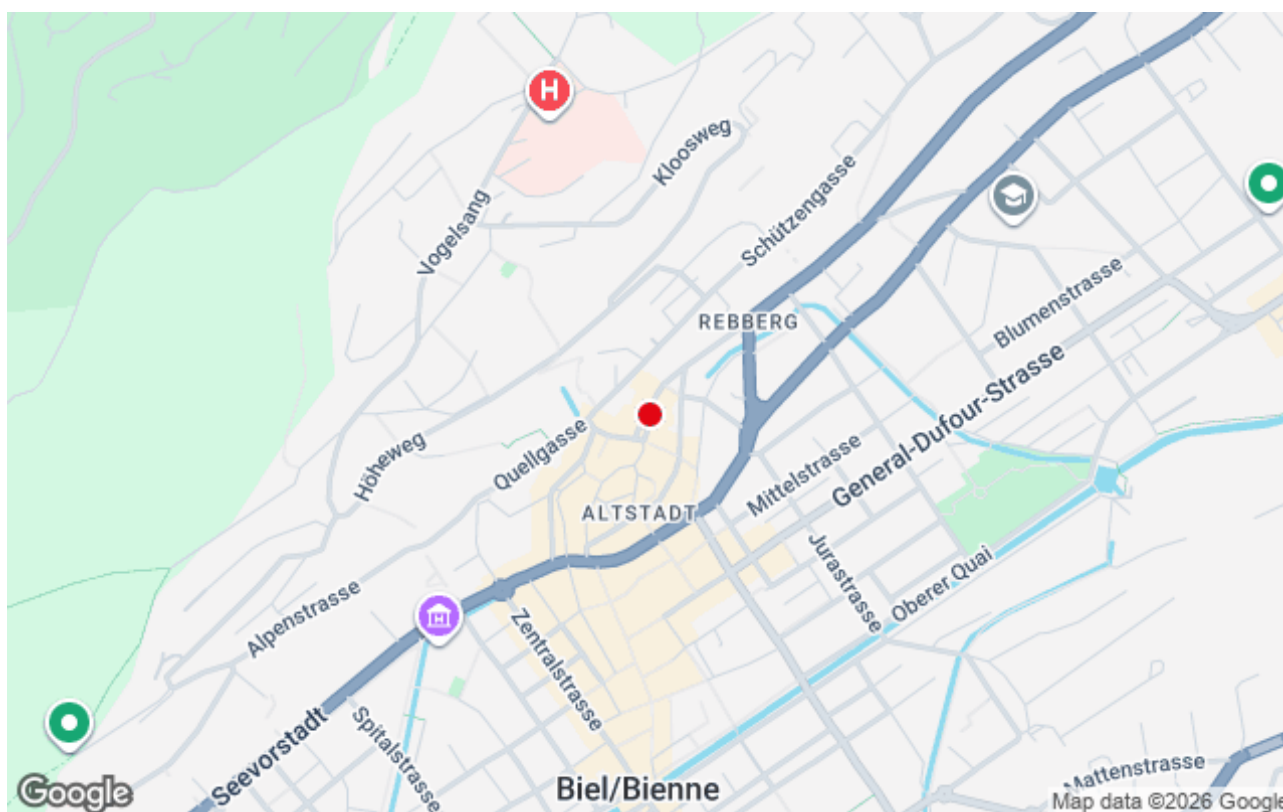 H
Kloosweg
Vogelsang
Schützengasse
REBBERG
Blumenstrasse
General-Dufour-Strasse
Höheweg
Quellgasse
Mittelstrasse
ALTSTADT
Jurastrasse
Oberer Quai
Alpenstrasse
H
Zentralstrasse
Seevorstadt
Spitalstrasse
Mattenstrasse
Biel/Bienne
Google
Map data ©2026 Google